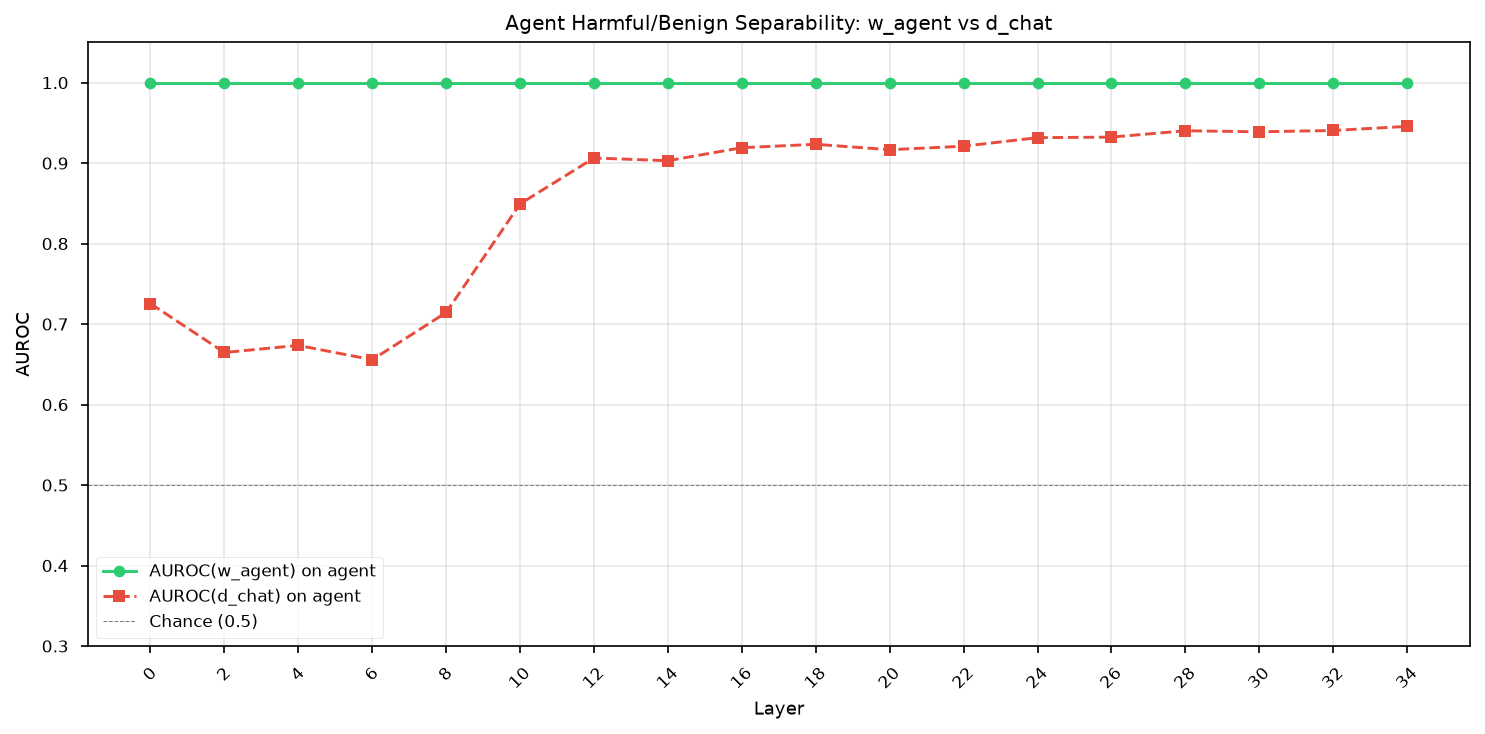 Agent Harmful/Benign Separability: w_agent vs d_chat
AUROC
1.0
0.9
0.8
0.7
0.6
0.5
0.4
0.3
AUROC(w_agent) on agent
AUROC(d_chat) on agent
Chance (0.5)
0 2 4 6 8 10 12 14 16 18 20 22 24 26 28 30 32 34
Layer